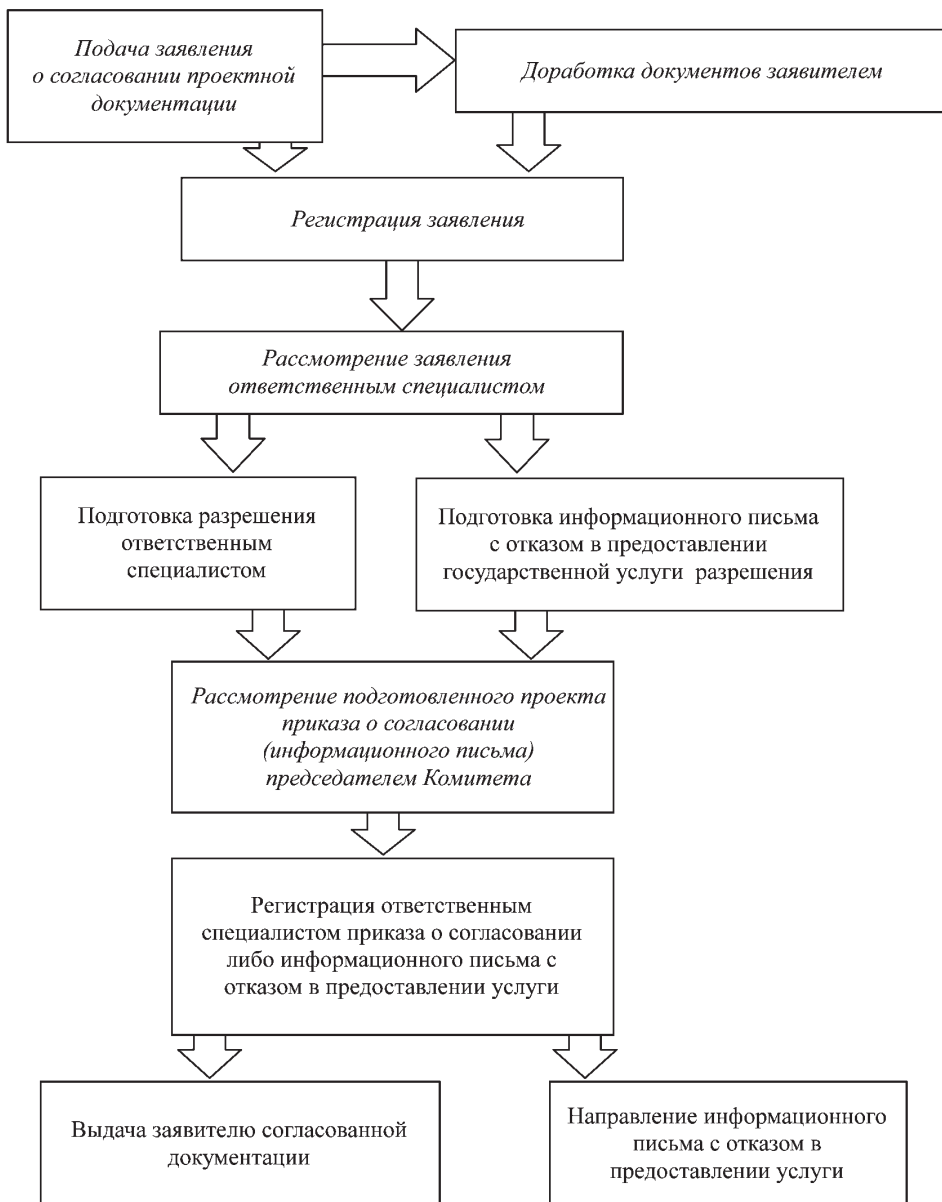 Подача заявления
о согласовании проектной
документации
Доработка документов заявителем
Регистрация заявления
Рассмотрение заявления
ответственным специалистом
Подготовка разрешения
ответственным
специалистом
Подготовка информационного письма
с отказом в предоставлении
государственной услуги разрешения
Рассмотрение подготовленного проекта
приказа о согласовании
(информационного письма)
председателем Комитета
Регистрация ответственным
специалистом приказа о согласовании
либо информационного письма с
отказом в предоставлении услуги
Выдача заявителю согласованной
документации
Направление информационного
письма с отказом в
предоставлении услуги